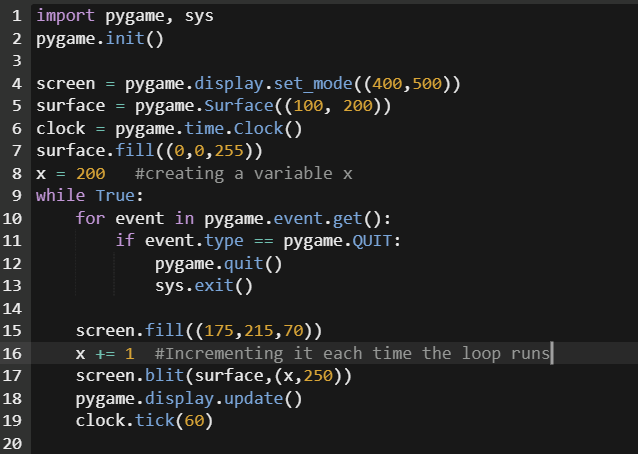 1 import pygame, sys
2 pygame.init()
3
4 screen = pygame.display.set_mode((400,500))
5 surface = pygame.Surface((100, 200))
6 clock = pygame.time.Clock()
7 surface.fill((0,0,255))
8 x = 200   #creating a variable x
9 while True:
10     for event in pygame.event.get():
11         if event.type == pygame.QUIT:
12             pygame.quit()
13             sys.exit()
14
15     screen.fill((175,215,70))
16     x += 1  #Incrementing it each time the loop runs
17     screen.blit(surface,(x,250))
18     pygame.display.update()
19     clock.tick(60)
20